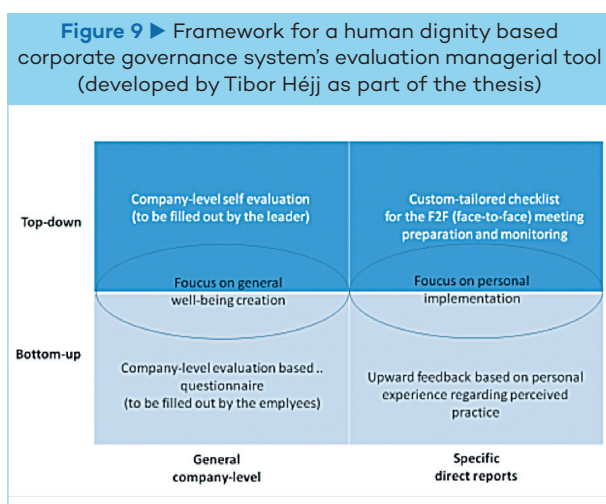 Figure 9 ▶ Framework for a human dignity based
corporate governance system's evaluation managerial tool
(developed by Tibor Héjj as part of the thesis)
Top-down
Company-level self evaluation
(to be filled out by the leader)
Custom-tailored checklist
for the F2F (face-to-face) meeting
preparation and monitoring
Foucus on general
well-being creation
Foucus on personal
implementation
Bottom-up
Company-level evaluation based ..
questionnaire
(to be filled out by the emplyees)
Upward feedback based on personal
experience regarding perceived
practice
General
company-level
Specific
direct reports